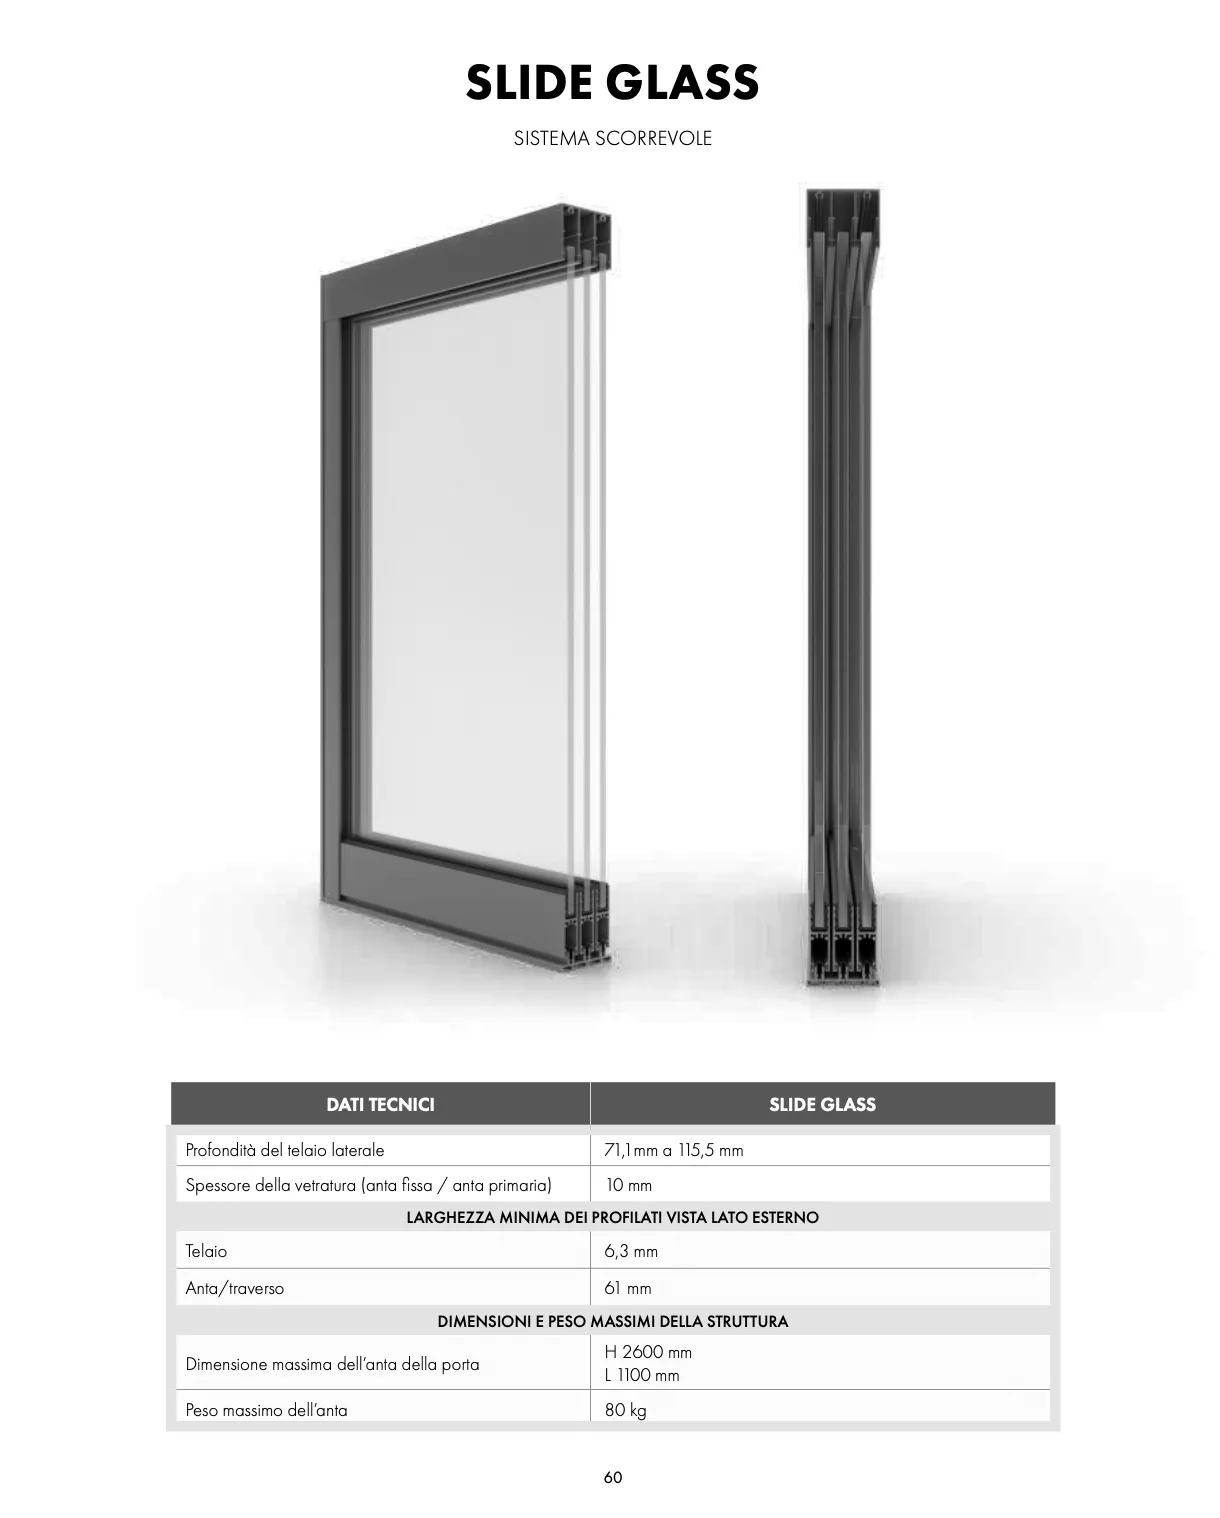 SLIDE GLASS
SISTEMA SCORREVOLE
DATI TECNICI SLIDE GLASS
Profondità del telaio laterale 71,1 mm a 115,5 mm
Spessore della vetratura (anta fissa / anta primaria) 10 mm
LARGHEZZA MINIMA DEI PROFILATI VISTA LATO ESTERNO
Telaio 6,3 mm
Anta/traverso 61 mm
DIMENSIONI E PESO MASSIMI DELLA STRUTTURA
Dimensione massima dell'anta della porta H 2600 mm
L 1100 mm
Peso massimo dell'anta 80 kg
60